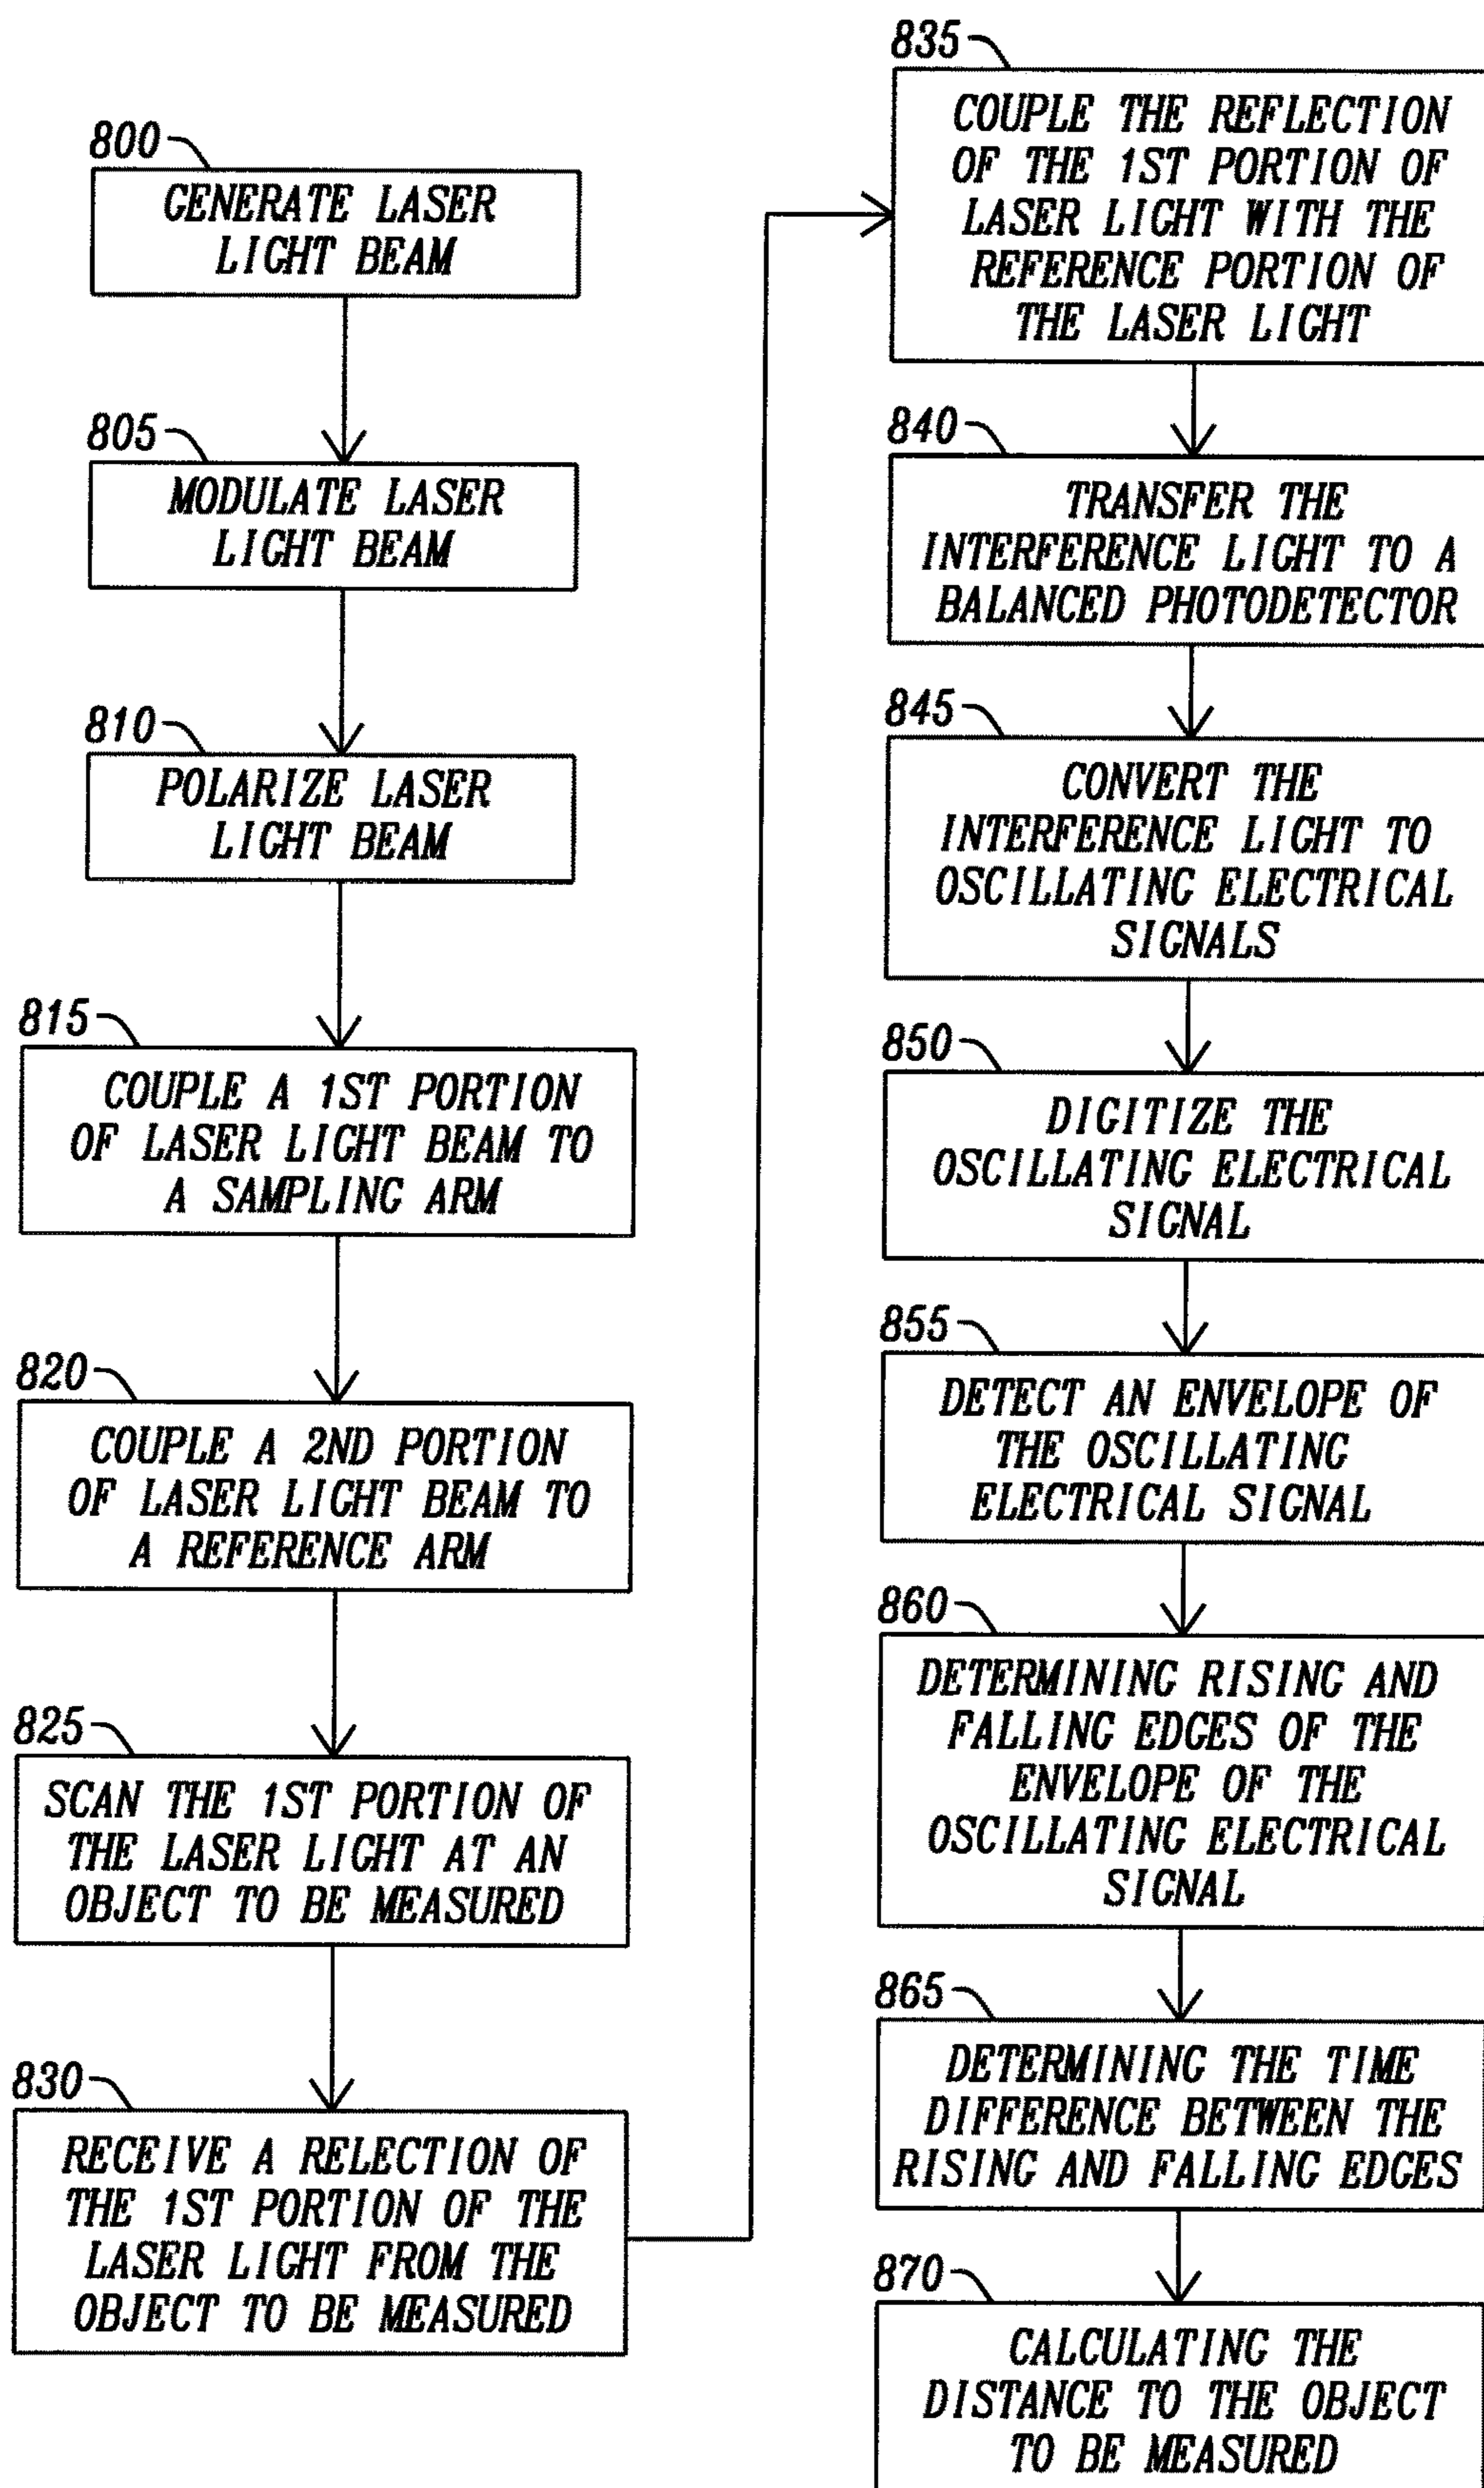 800
GENERATE LASER
LIGHT BEAM
805
MODULATE LASER
LIGHT BEAM
810
POLARIZE LASER
LIGHT BEAM
815
COUPLE A 1ST PORTION
OF LASER LIGHT BEAM TO
A SAMPLING ARM
820
COUPLE A 2ND PORTION
OF LASER LIGHT BEAM TO
A REFERENCE ARM
825
SCAN THE 1ST PORTION OF
THE LASER LIGHT AT AN
OBJECT TO BE MEASURED
830
RECEIVE A RELECTION OF
THE 1ST PORTION OF THE
LASER LIGHT FROM THE
OBJECT TO BE MEASURED
835
COUPLE THE REFLECTION
OF THE 1ST PORTION OF
LASER LIGHT WITH THE
REFERENCE PORTION OF
THE LASER LIGHT
840
TRANSFER THE
INTERFERENCE LIGHT TO A
BALANCED PHOTODETECTOR
845
CONVERT THE
INTERFERENCE LIGHT TO
OSCILLATING ELECTRICAL
SIGNALS
850
DIGITIZE THE
OSCILLATING ELECTRICAL
SIGNAL
855
DETECT AN ENVELOPE OF
THE OSCILLATING
ELECTRICAL SIGNAL
860
DETERMINING RISING AND
FALLING EDGES OF THE
ENVELOPE OF THE
OSCILLATING ELECTRICAL
SIGNAL
865
DETERMINING THE TIME
DIFFERENCE BETWEEN THE
RISING AND FALLING EDGES
870
CALCULATING THE
DISTANCE TO THE OBJECT
TO BE MEASURED